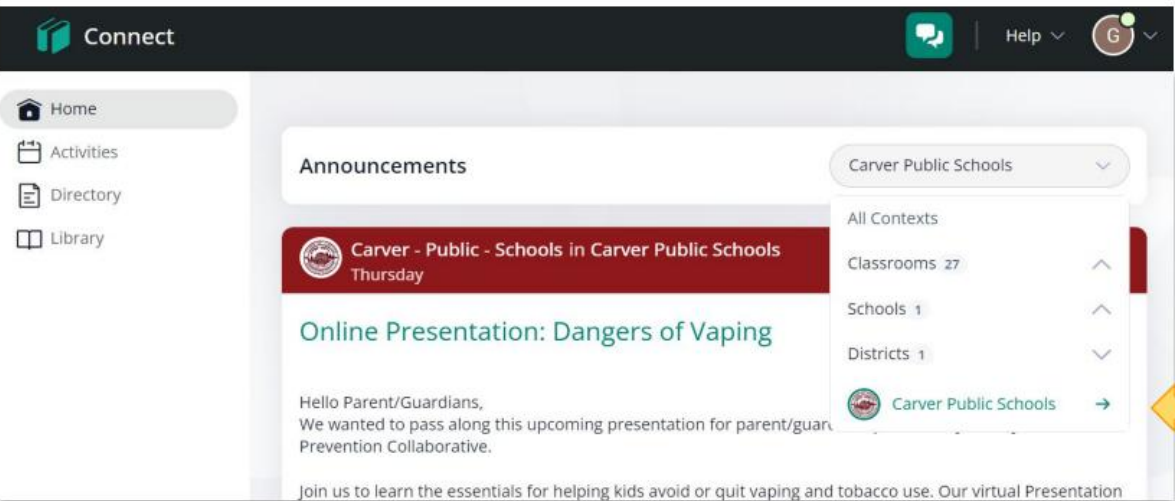 Connect
Help
G
Home
Activities
Directory
Library
Announcements
Carver Public Schools
All Contexts
Classrooms 27
Schools 1
Districts 1
Carver Public Schools
Carver - Public - Schools in Carver Public Schools
Thursday
Online Presentation: Dangers of Vaping
Hello Parent/Guardians,
We wanted to pass along this upcoming presentation for parent/guar
Prevention Collaborative.
Join us to learn the essentials for helping kids avoid or quit vaping and tobacco use. Our virtual Presentation